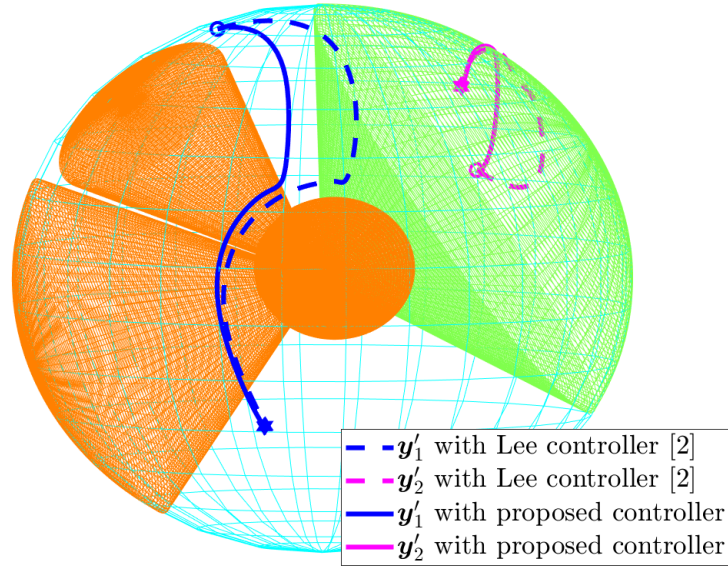 y′₁ with Lee controller [2]
y′₂ with Lee controller [2]
y′₁ with proposed controller
y′₂ with proposed controller